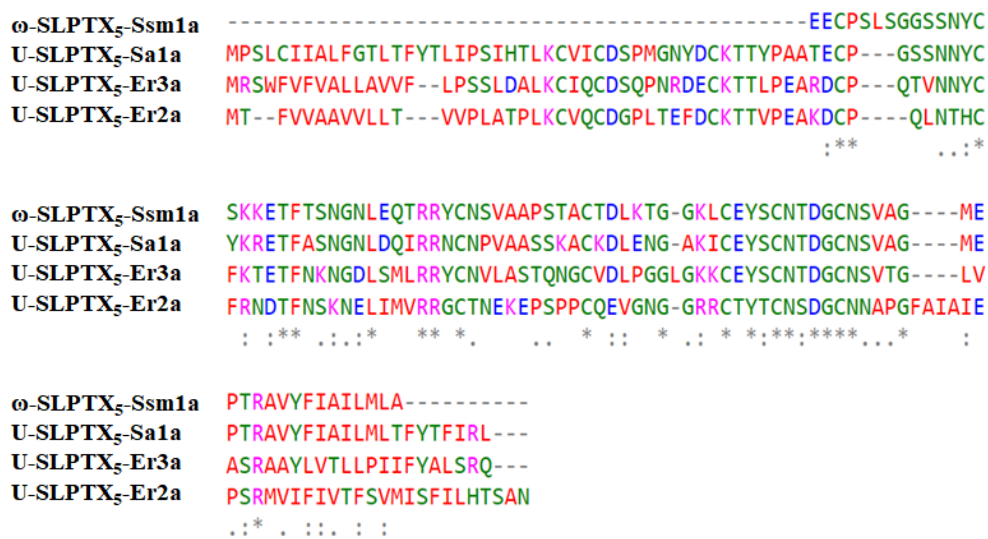 ω-SLPTX5-Ssm1a ------------------------------------------EECPSLSGGSSNYC
U-SLPTX5-Sa1a MPSLCIIALFGTLTFYTLIPSIHTLKCVICDSPMGNYDCKTTYPAATECP---GSSNNYC
U-SLPTX5-Er3a MRSWFVFVALLAVVF--LPSSLDALKCIQCDSQPNRDECKTTLPEARDCP---QTVNNYC
U-SLPTX5-Er2a MT--FVVAAVVLLT---VVPLATPLKCVQCDGPLTEFDCKTTVPEAKDCP----QLNTHC
:** ..:*
ω-SLPTX5-Ssm1a SKKETFTSNGNLEQTRRYCNSVAAPSTACTDLKTG-GKLCEYSCNTDGCNSVAG----ME
U-SLPTX5-Sa1a YKRETFASNGNLDQIRRNCNPVAASSKACKDLENG-AKICEYSCNTDGCNSVAG----ME
U-SLPTX5-Er3a FKTETFNKNGDLSMLRRYCNVLASTQNGCVDLPGGLGKKCEYSCNTDGCNSVTG----LV
U-SLPTX5-Er2a FRNDTFNSKNELIMVRRGCTNEKEPSPPCQEVGNG-GRRCTYTCNSDGCNNAPGFAIAIE
: :** .:.:* ** *. .. * :: * .: * *:**:****...* :
ω-SLPTX5-Ssm1a PTRAVYFIAILMLA----------
U-SLPTX5-Sa1a PTRAVYFIAILMLTFYTFIRL---
U-SLPTX5-Er3a ASRAAYLVTLLPIIFYALSRQ---
U-SLPTX5-Er2a PSRMVIFIVTFSVMISFILHTSAN
.:* . ::. : :